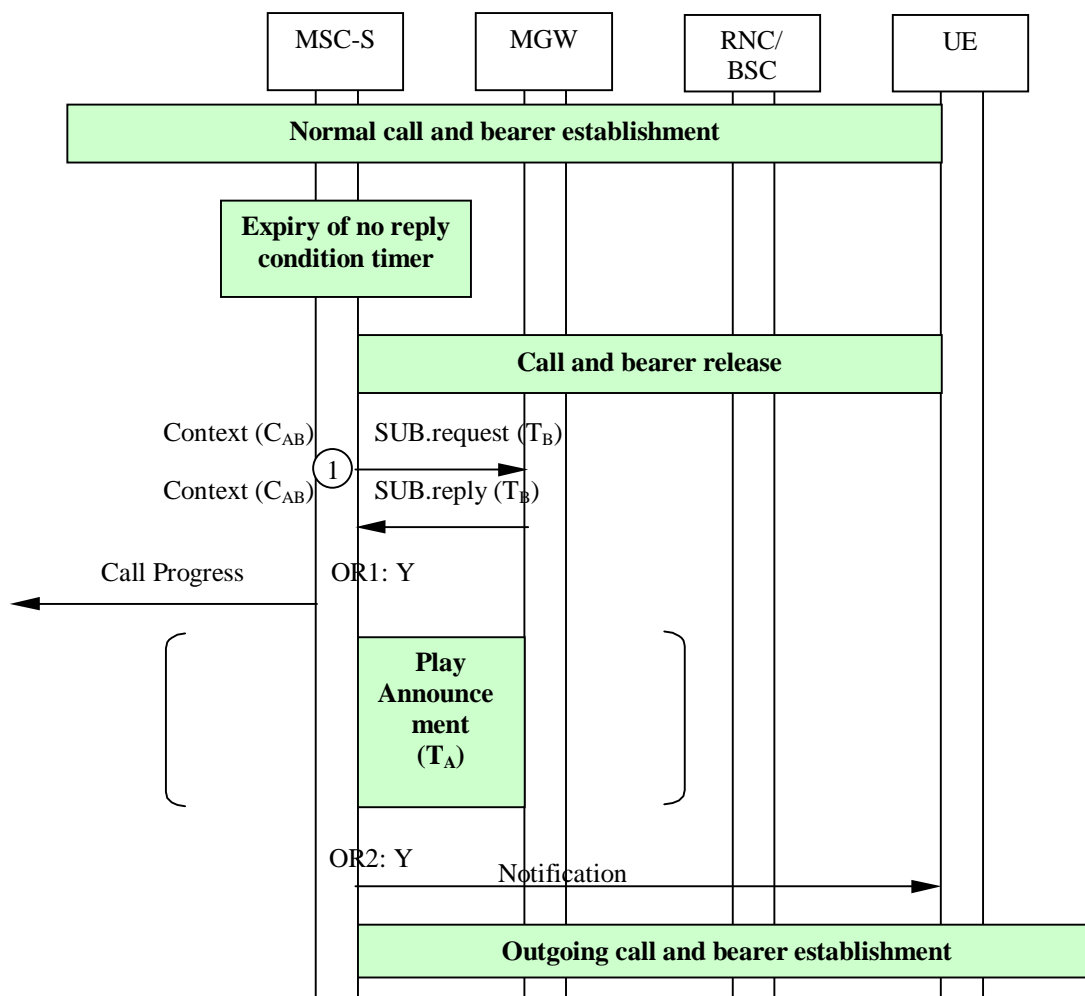 MSC-S
MGW
RNC/
BSC
UE
Normal call and bearer establishment
Expiry of no reply
condition timer
Call and bearer release
Context (CAB)
SUB.request (TB)
1
Context (CAB)
SUB.reply (TB)
Call Progress
OR1: Y
Play
Announce
ment
(TA)
OR2: Y
Notification
Outgoing call and bearer establishment